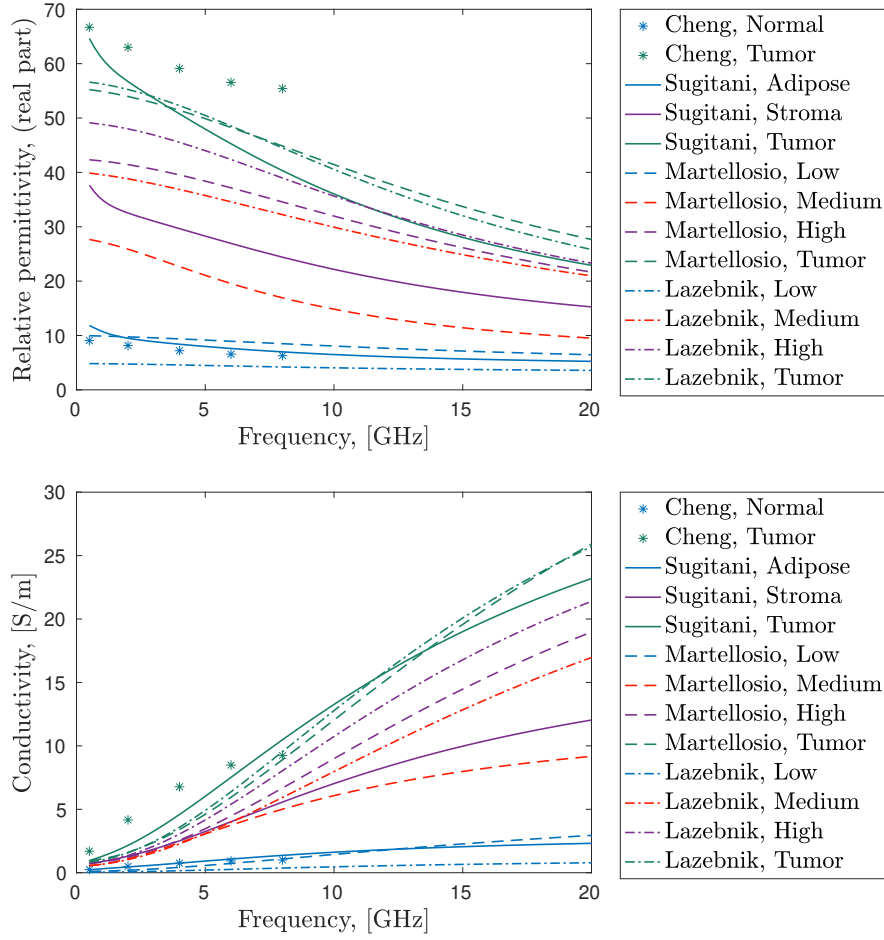 Relative permittivity, (real part)
70
60
50
40
30
20
10
0
0 5 10 15 20
Frequency, [GHz]
Cheng, Normal
Cheng, Tumor
Sugitani, Adipose
Sugitani, Stroma
Sugitani, Tumor
Martellosio, Low
Martellosio, Medium
Martellosio, High
Martellosio, Tumor
Lazebnik, Low
Lazebnik, Medium
Lazebnik, High
Lazebnik, Tumor
Conductivity, [S/m]
30
25
20
15
10
5
0
0 5 10 15 20
Frequency, [GHz]
Cheng, Normal
Cheng, Tumor
Sugitani, Adipose
Sugitani, Stroma
Sugitani, Tumor
Martellosio, Low
Martellosio, Medium
Martellosio, High
Martellosio, Tumor
Lazebnik, Low
Lazebnik, Medium
Lazebnik, High
Lazebnik, Tumor